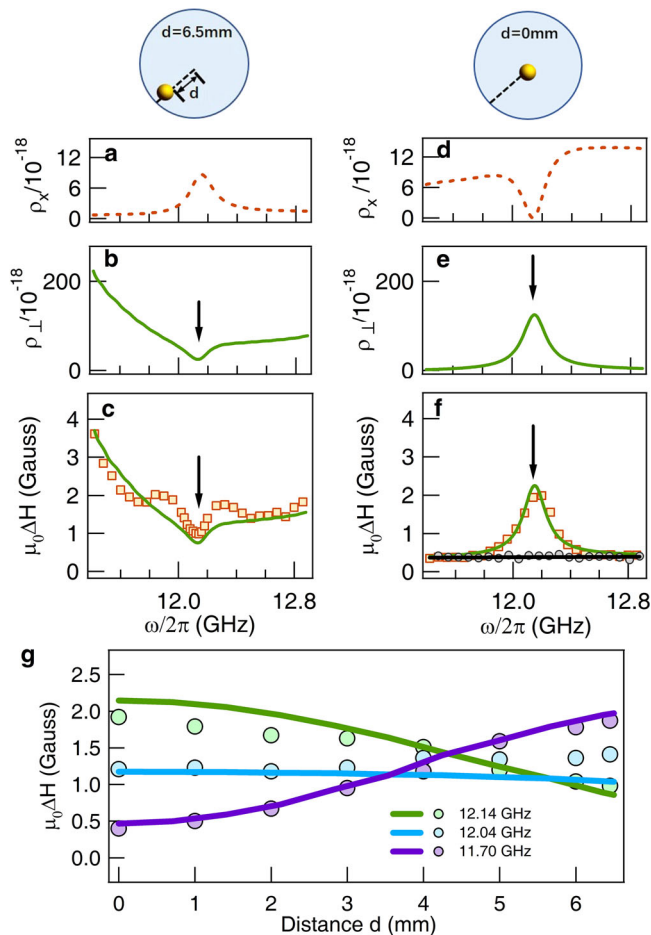 d=6.5mm
d
d=0mm
a
ρx/10⁻¹⁸
12
6
0
d
ρx /10⁻¹⁸
12
6
0
b
ρ⊥/10⁻¹⁸
200
0
e
ρ⊥/10⁻¹⁸
200
0
c
μ₀ΔH (Gauss)
4
3
2
1
0
12.0
12.8
ω/2π (GHz)
f
μ₀ΔH (Gauss)
4
3
2
1
0
12.0
12.8
ω/2π (GHz)
g
μ₀ΔH (Gauss)
2.5
2.0
1.5
1.0
0.5
0.0
12.14 GHz
12.04 GHz
11.70 GHz
0 1 2 3 4 5 6
Distance d (mm)